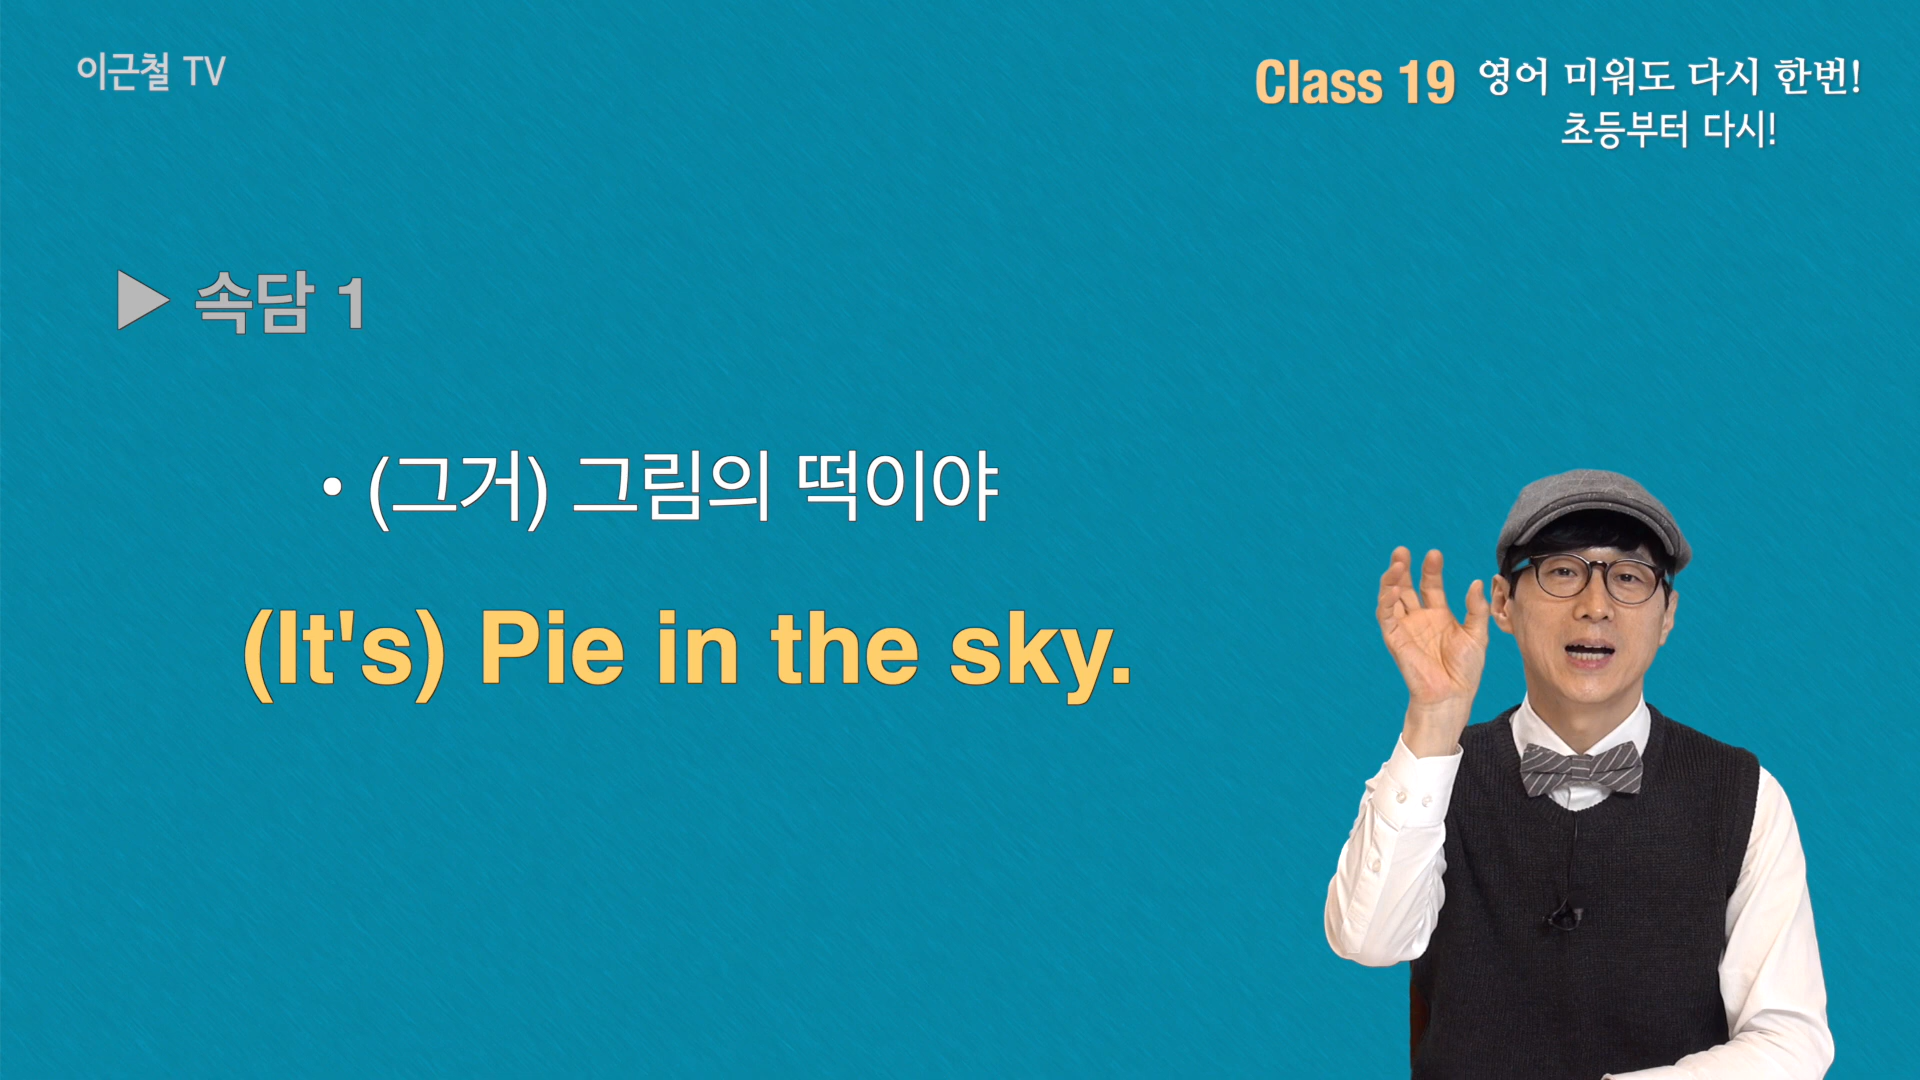 이근철 TV
Class 19 영어 미워도 다시 한번!
초등부터 다시!
▶ 속담 1
• (그거) 그림의 떡이야
(It's) Pie in the sky.